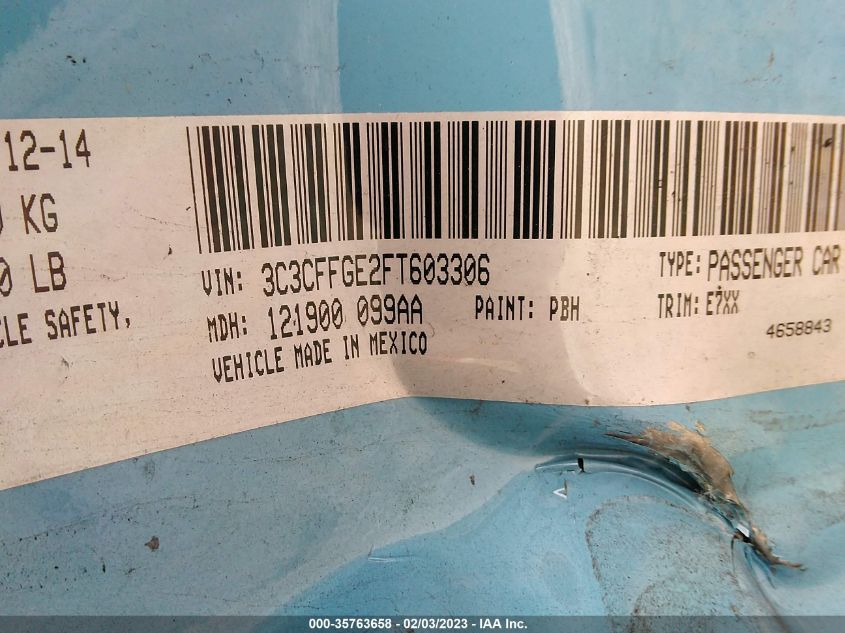 12-14
KG
LB
CLE SAFETY,
VIN: 3C3CFFGE2FT603306
TYPE: PASSENGER CAR
MDH: 121900 099AA
PAINT: PBH
TRIM: E7XX
VEHICLE MADE IN MEXICO
4658843
000-35763658 - 02/03/2023 - IAA Inc.